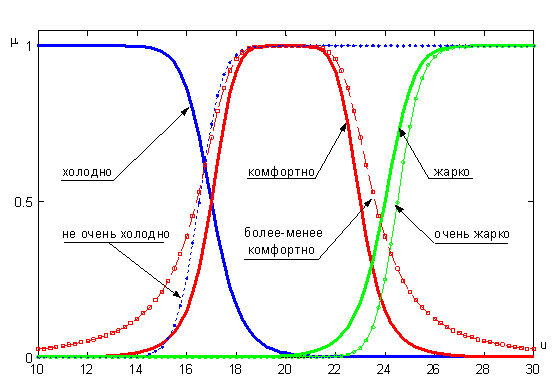 μ
1
холодно
комфортно
жарко
0.5
не очень холодно
более-менее
комфортно
очень жарко
0
u
10
12
14
16
18
20
22
24
26
28
30